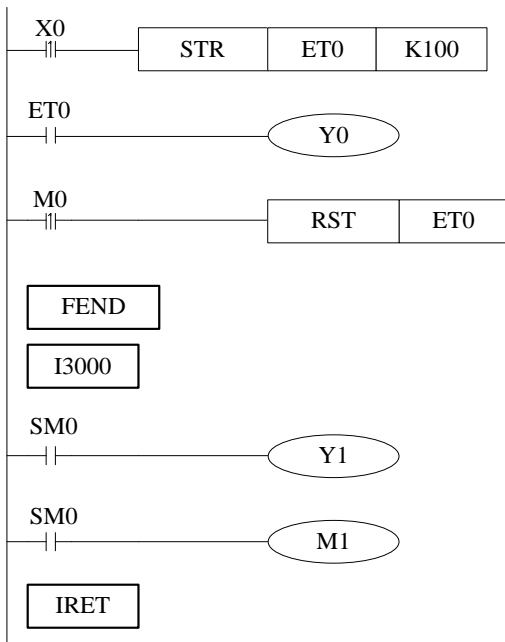 X0
STR ET0 K100
ET0
Y0
M0
RST ET0
FEND
I3000
SM0
Y1
SM0
M1
IRET